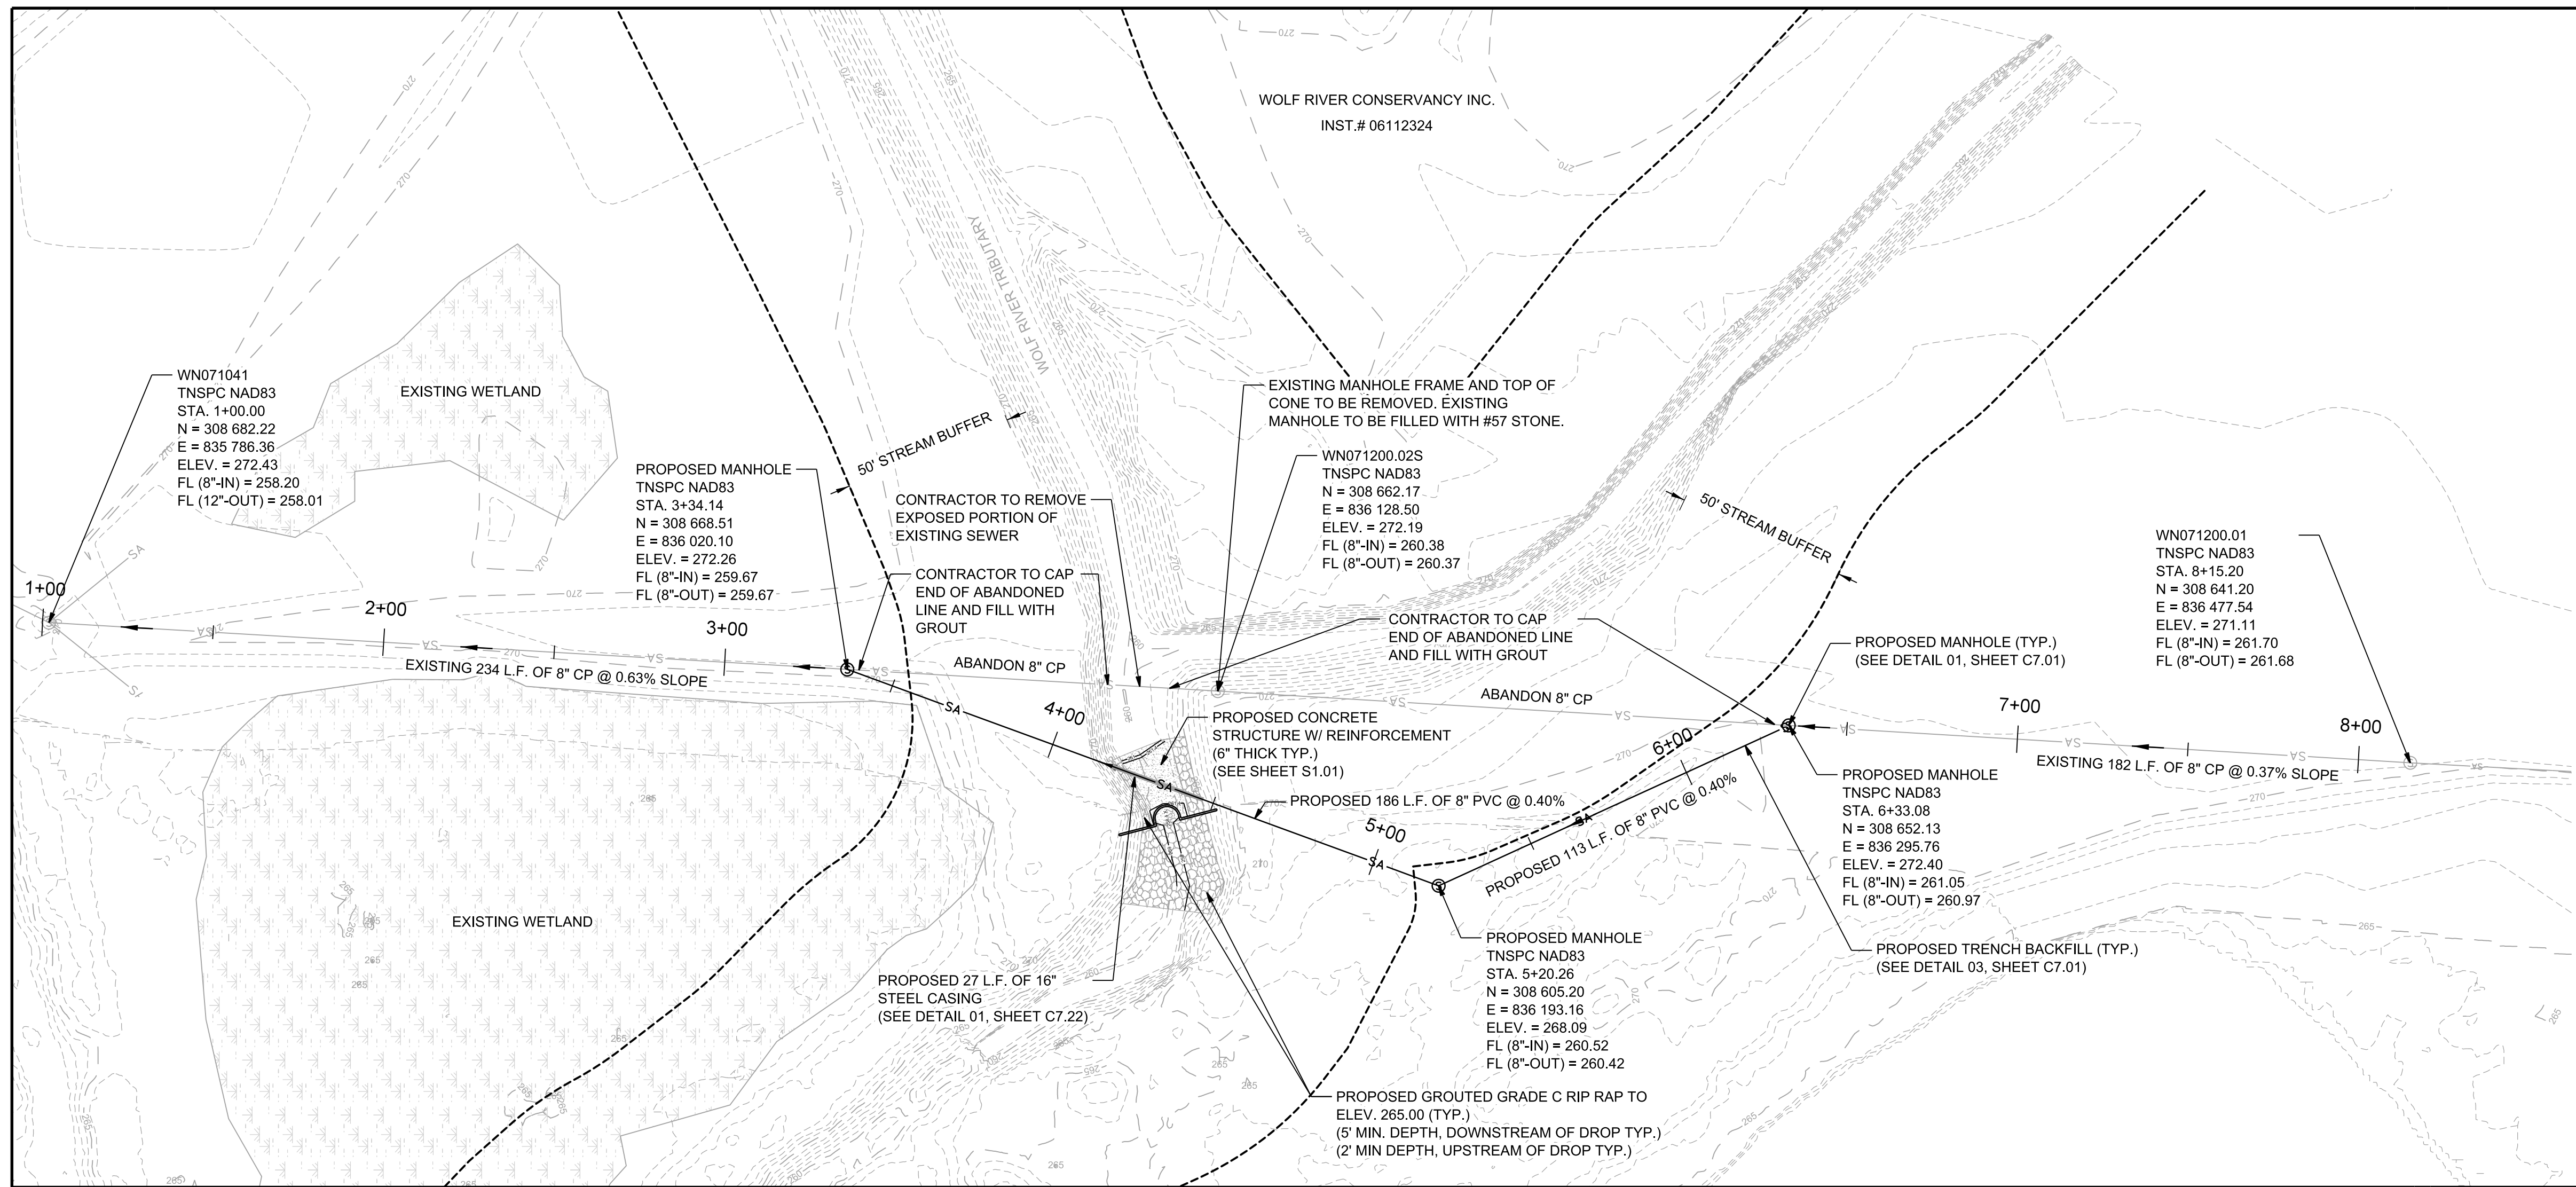 WOLF RIVER CONSERVANCY INC.
INST.# 06112324
WOLF RIVER TRIBUTARY
WN071041
TNSPC NAD83
STA. 1+00.00
N = 308 682.22
E = 835 786.36
ELEV. = 272.43
FL (8"-IN) = 258.20
FL (12"-OUT) = 258.01
EXISTING WETLAND
PROPOSED MANHOLE
TNSPC NAD83
STA. 3+34.14
N = 308 668.51
E = 836 020.10
ELEV. = 272.26
FL (8"-IN) = 259.67
FL (8"-OUT) = 259.67
50' STREAM BUFFER
CONTRACTOR TO REMOVE
EXPOSED PORTION OF
EXISTING SEWER
CONTRACTOR TO CAP
END OF ABANDONED
LINE AND FILL WITH
GROUT
EXISTING MANHOLE FRAME AND TOP OF
CONE TO BE REMOVED. EXISTING
MANHOLE TO BE FILLED WITH #57 STONE.
WN071200.02S
TNSPC NAD83
N = 308 662.17
E = 836 128.50
ELEV. = 272.19
FL (8"-IN) = 260.38
FL (8"-OUT) = 260.37
50' STREAM BUFFER
CONTRACTOR TO CAP
END OF ABANDONED LINE
AND FILL WITH GROUT
WN071200.01
TNSPC NAD83
STA. 8+15.20
N = 308 641.20
E = 836 477.54
ELEV. = 271.11
FL (8"-IN) = 261.70
FL (8"-OUT) = 261.68
PROPOSED MANHOLE (TYP.)
(SEE DETAIL 01, SHEET C7.01)
1+00
2+00
3+00
4+00
5+00
6+00
7+00
8+00
EXISTING 234 L.F. OF 8" CP @ 0.63% SLOPE
ABANDON 8" CP
ABANDON 8" CP
EXISTING 182 L.F. OF 8" CP @ 0.37% SLOPE
PROPOSED CONCRETE
STRUCTURE W/ REINFORCEMENT
(6" THICK TYP.)
(SEE SHEET S1.01)
PROPOSED 186 L.F. OF 8" PVC @ 0.40%
PROPOSED 113 L.F. OF 8" PVC @ 0.40%
PROPOSED MANHOLE
TNSPC NAD83
STA. 6+33.08
N = 308 652.13
E = 836 295.76
ELEV. = 272.40
FL (8"-IN) = 261.05
FL (8"-OUT) = 260.97
EXISTING WETLAND
PROPOSED 27 L.F. OF 16"
STEEL CASING
(SEE DETAIL 01, SHEET C7.22)
PROPOSED MANHOLE
TNSPC NAD83
STA. 5+20.26
N = 308 605.20
E = 836 193.16
ELEV. = 268.09
FL (8"-IN) = 260.52
FL (8"-OUT) = 260.42
PROPOSED TRENCH BACKFILL (TYP.)
(SEE DETAIL 03, SHEET C7.01)
PROPOSED GROUTED GRADE C RIP RAP TO
ELEV. 265.00 (TYP.)
(5' MIN. DEPTH, DOWNSTREAM OF DROP TYP.)
(2' MIN DEPTH, UPSTREAM OF DROP TYP.)
SA
SA
SA
SA
270
270
270
265
265
265
260